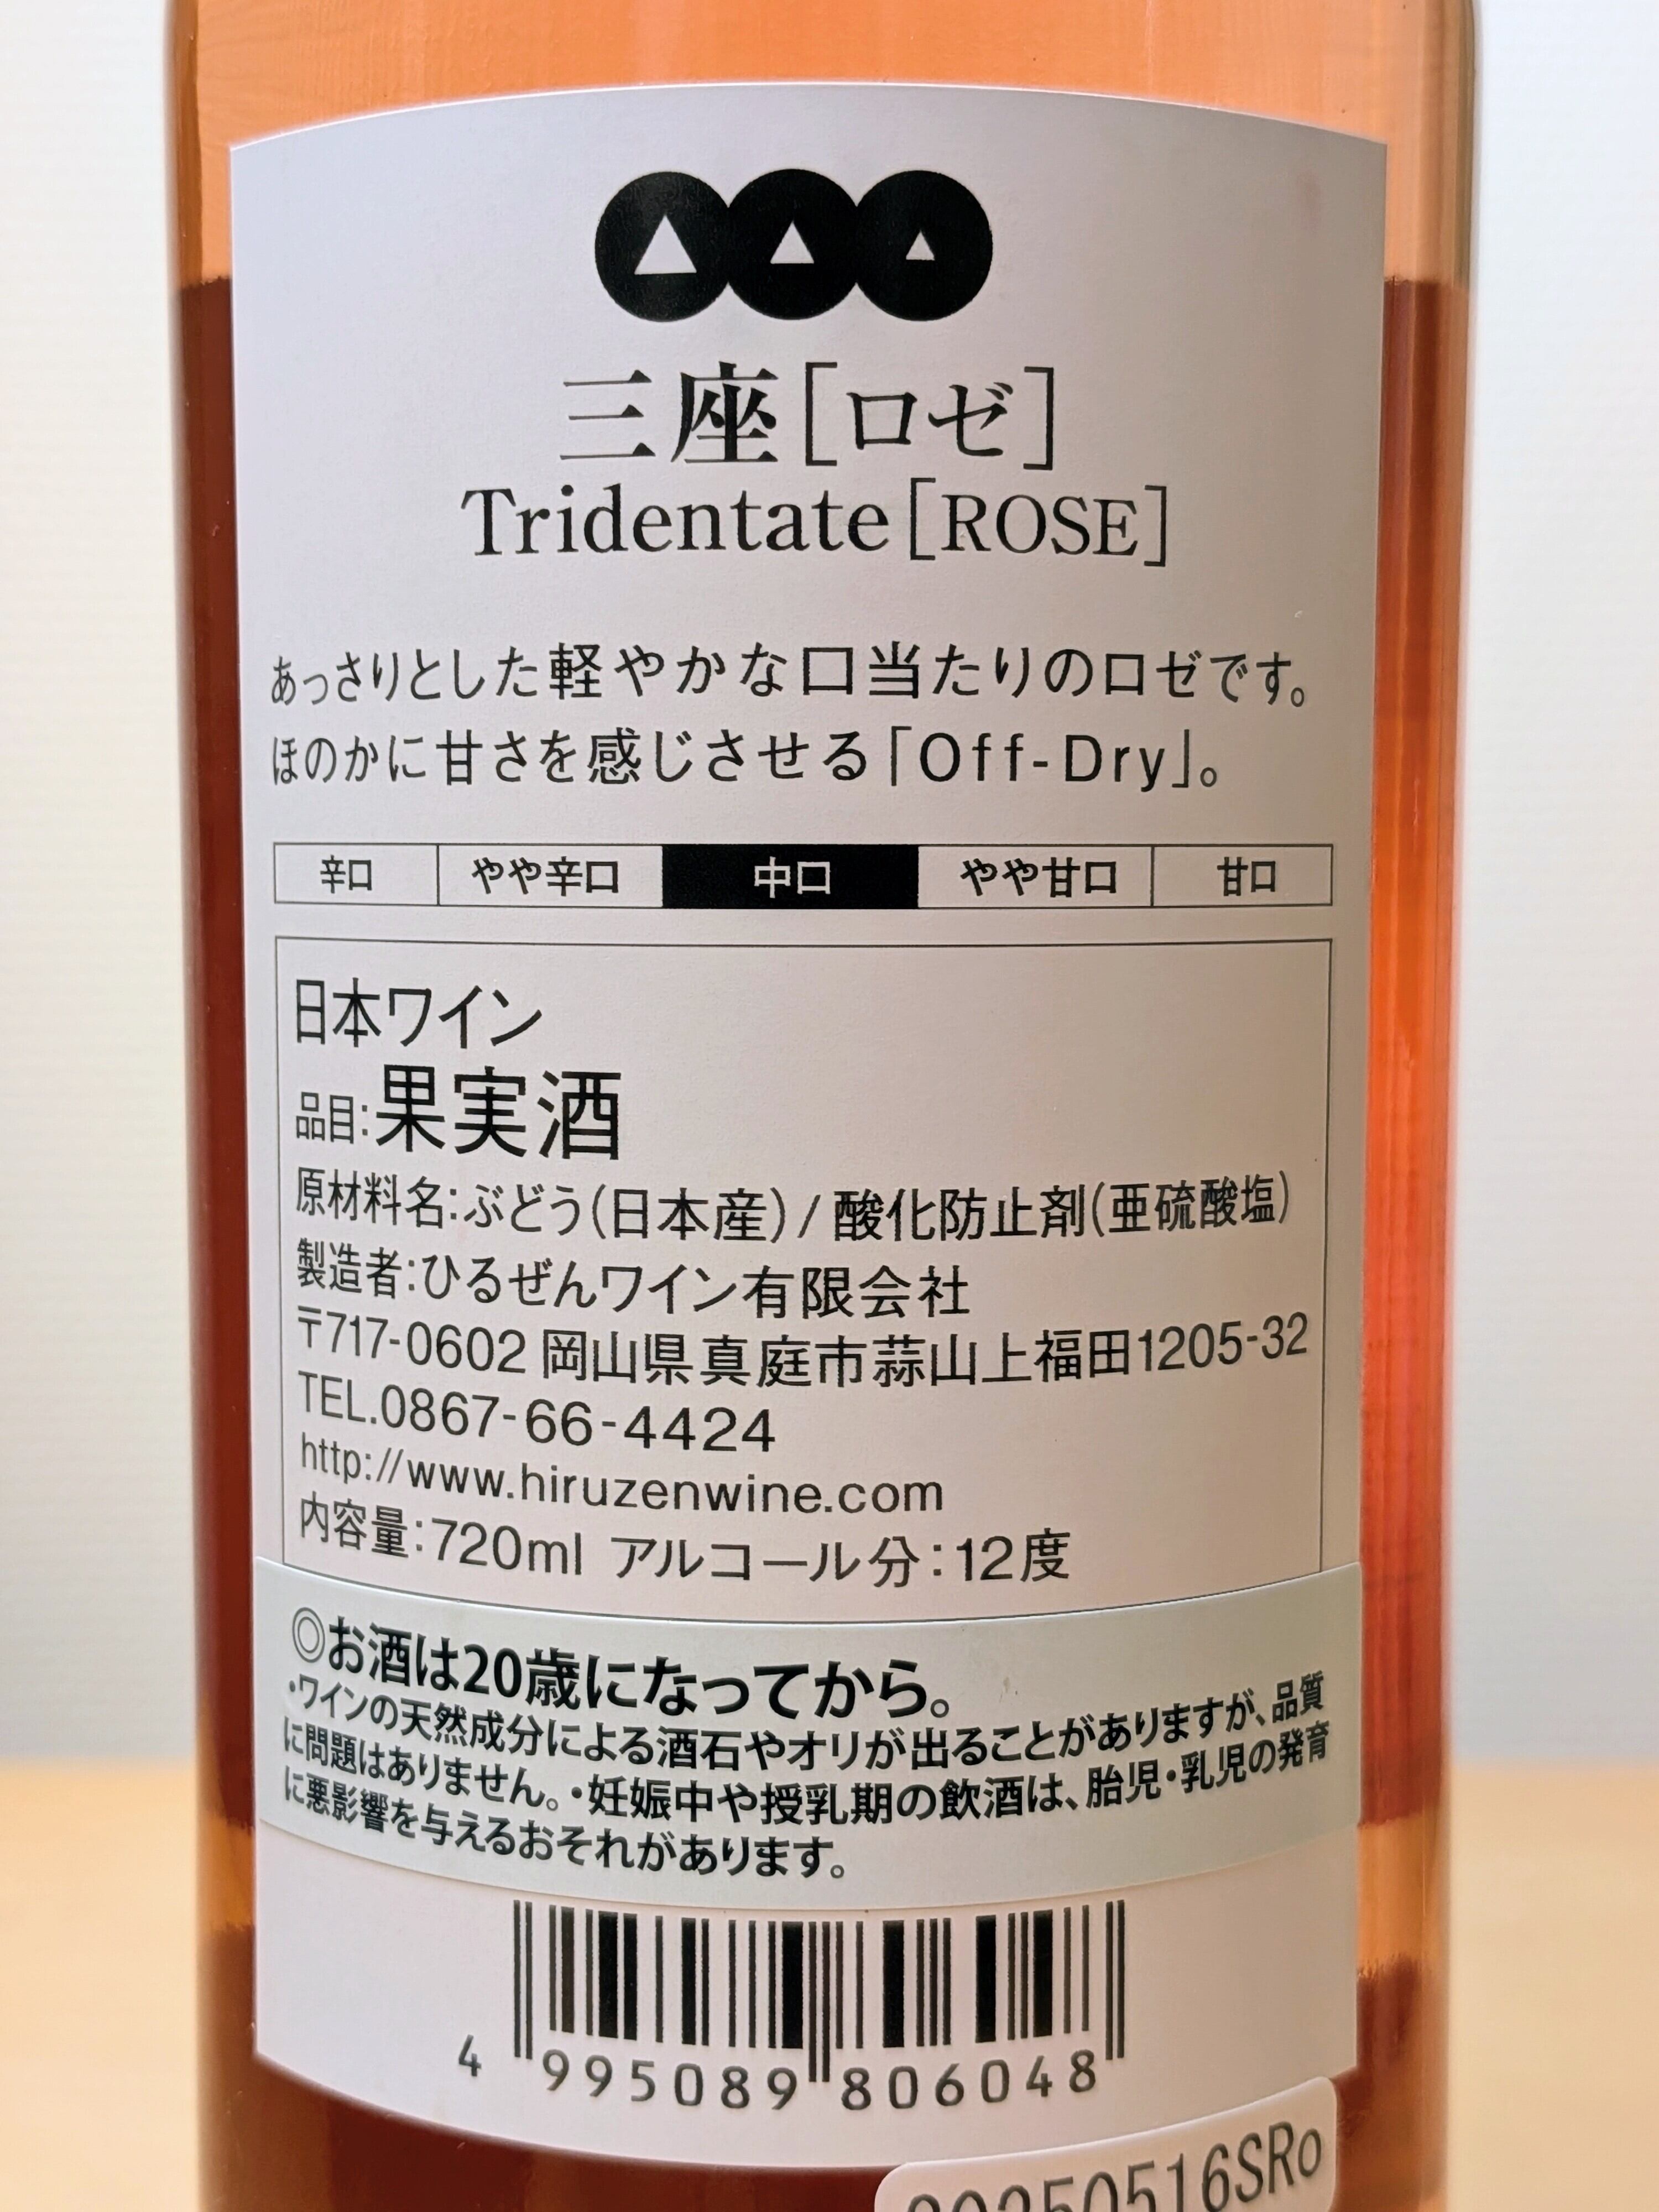 三座[ロゼ]
Tridentate[ROSE]
あっさりとした軽やかな口当たりのロゼです。
ほのかに甘さを感じさせる「Off-Dry」。
辛口 やや辛口 中口 やや甘口 甘口
日本ワイン
品目:果実酒
原材料名:ぶどう(日本産)/酸化防止剤(亜硫酸塩)
製造者:ひるぜんワイン有限会社
〒717-0602 岡山県真庭市蒜山上福田1205-32
TEL.0867-66-4424
http://www.hiruzenwine.com
内容量:720ml アルコール分:12度
◎お酒は20歳になってから。
・ワインの天然成分による酒石やオリが出ることがありますが、品質
に問題はありません。・妊娠中や授乳期の飲酒は、胎児・乳児の発育
に悪影響を与えるおそれがあります。
4 995089 806048
20250516SRo